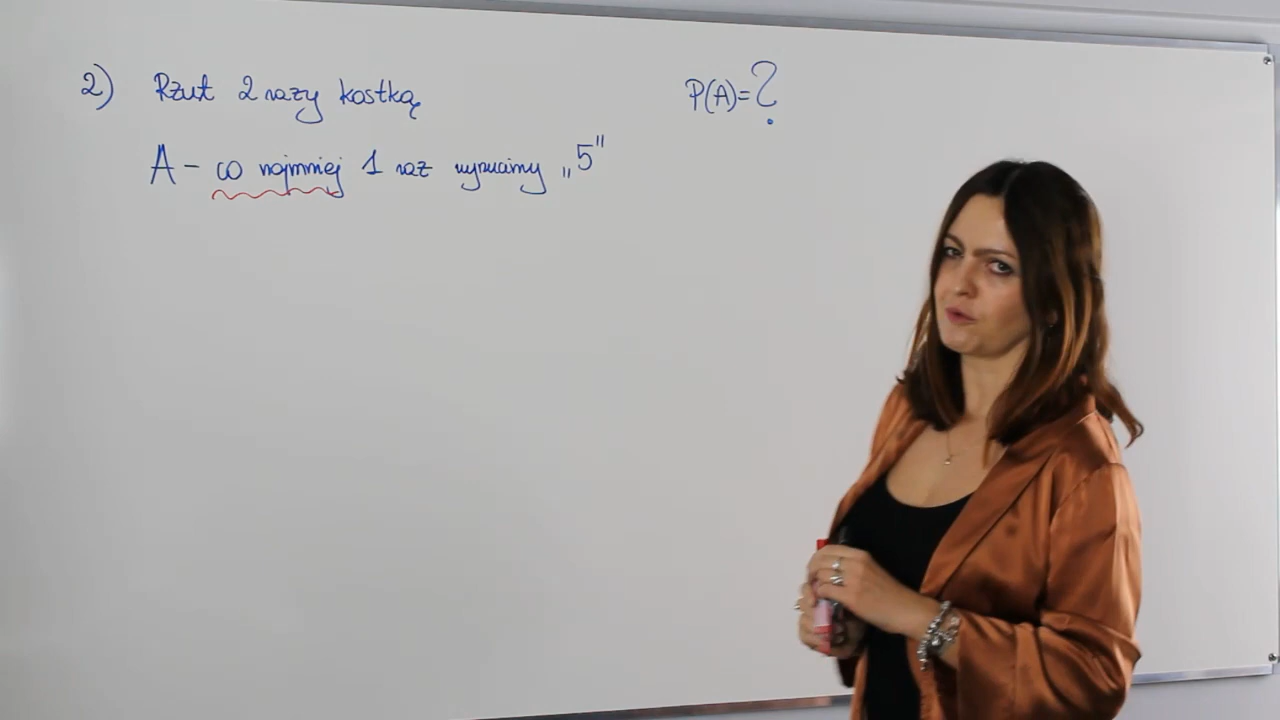 2) Rzut 2 razy kostką
P(A)=?
A - co najmniej 1 raz wyrzucimy „5”